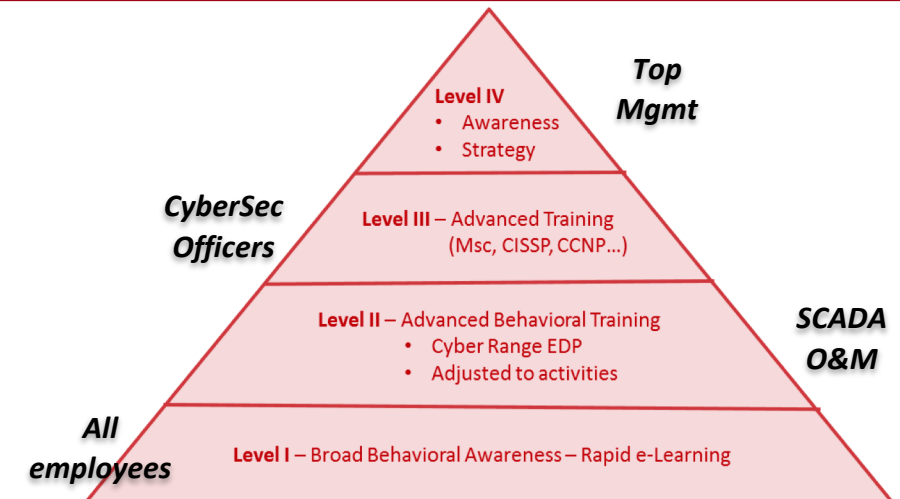 Top
Mgmt
Level IV
• Awareness
• Strategy
CyberSec
Officers
Level III – Advanced Training
(Msc, CISSP, CCNP...)
Level II – Advanced Behavioral Training
• Cyber Range EDP
• Adjusted to activities
SCADA
O&M
All
employees
Level I – Broad Behavioral Awareness – Rapid e-Learning